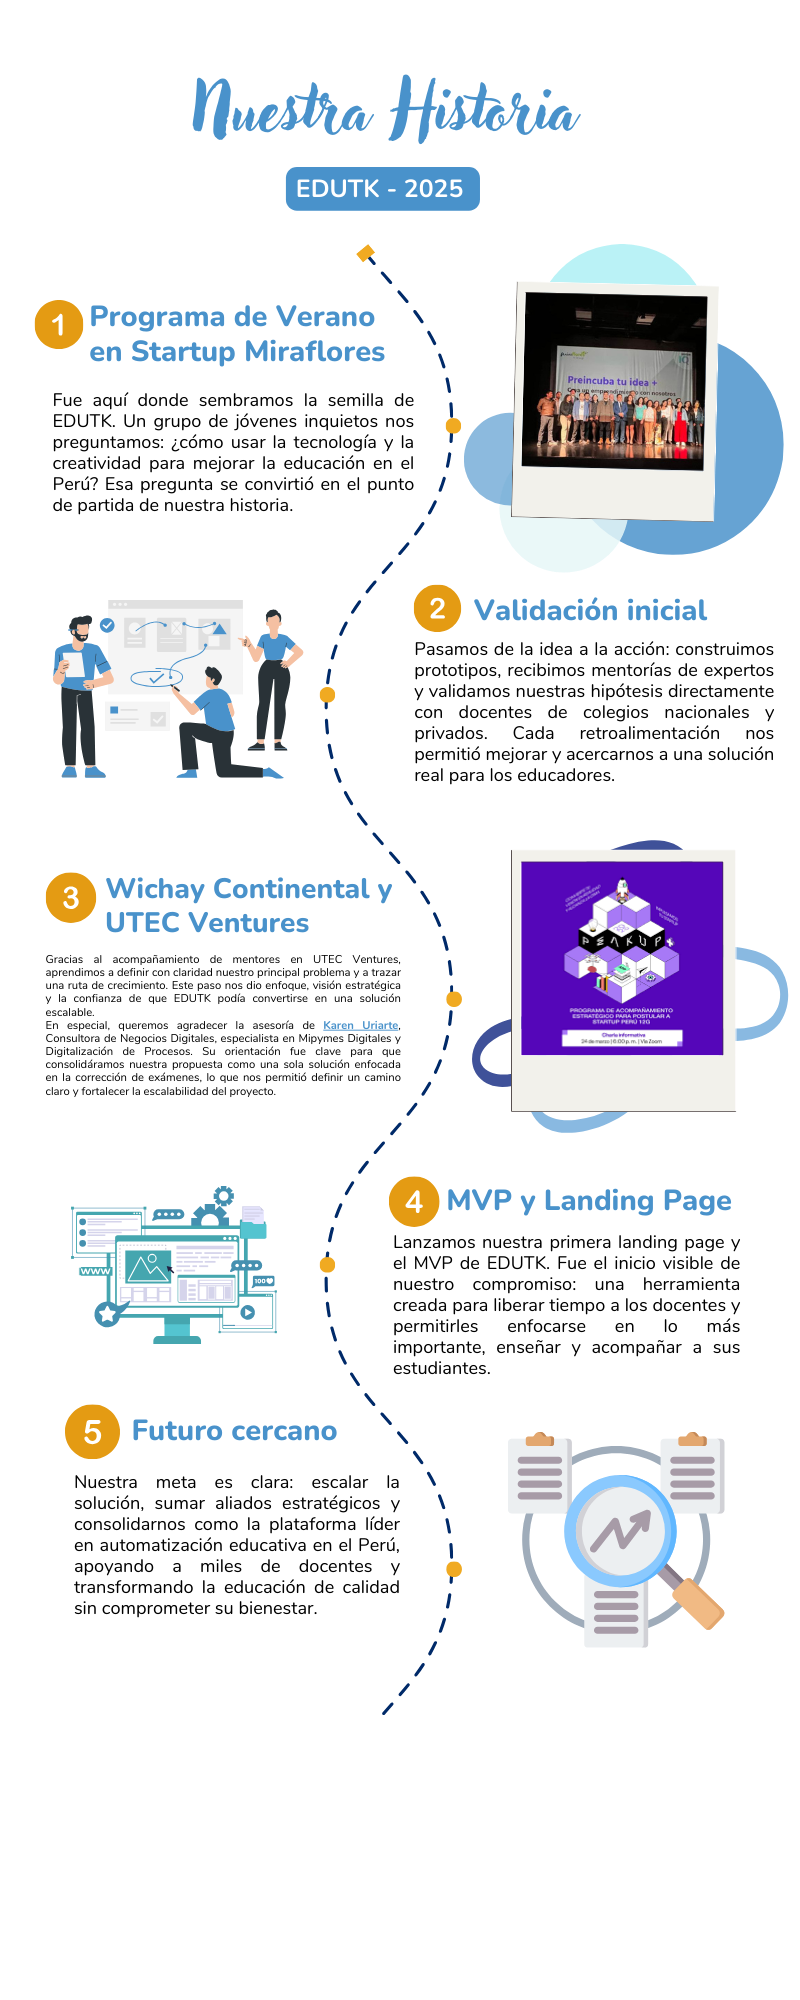 Nuestra Historia
EDUTK - 2025
1
Programa de Verano
en Startup Miraflores
Fue aquí donde sembramos la semilla de
EDUTK. Un grupo de jóvenes inquietos nos
preguntamos: ¿cómo usar la tecnología y la
creatividad para mejorar la educación en el
Perú? Esa pregunta se convirtió en el punto
de partida de nuestra historia.
Preincuba tu idea +
Crea un emprendimiento con nosotros
2
Validación inicial
Pasamos de la idea a la acción: construimos
prototipos, recibimos mentorías de expertos
y validamos nuestras hipótesis directamente
con docentes de colegios nacionales y
privados. Cada retroalimentación nos
permitió mejorar y acercarnos a una solución
real para los educadores.
3
Wichay Continental y
UTEC Ventures
Gracias al acompañamiento de mentores en UTEC Ventures,
aprendimos a definir con claridad nuestro principal problema y a trazar
una ruta de crecimiento. Este paso nos dio enfoque, visión estratégica
y la confianza de que EDUTK podía convertirse en una solución
escalable.
En especial, queremos agradecer la asesoría de Karen Uriarte,
Consultora de Negocios Digitales, especialista en Mipymes Digitales y
Digitalización de Procesos. Su orientación fue clave para que
consolidáramos nuestra propuesta como una sola solución enfocada
en la corrección de exámenes, lo que nos permitió definir un camino
claro y fortalecer la escalabilidad del proyecto.
PEAKUP
PROGRAMA DE ACOMPAÑAMIENTO
ESTRATÉGICO PARA POSTULAR A
STARTUP PERÚ 12G
Charla informativa
24 de marzo | 6:00 p. m. | Vía Zoom
4
MVP y Landing Page
Lanzamos nuestra primera landing page y
el MVP de EDUTK. Fue el inicio visible de
nuestro compromiso: una herramienta
creada para liberar tiempo a los docentes y
permitirles enfocarse en lo más
importante, enseñar y acompañar a sus
estudiantes.
WWW
100
5
Futuro cercano
Nuestra meta es clara: escalar la
solución, sumar aliados estratégicos y
consolidarnos como la plataforma líder
en automatización educativa en el Perú,
apoyando a miles de docentes y
transformando la educación de calidad
sin comprometer su bienestar.